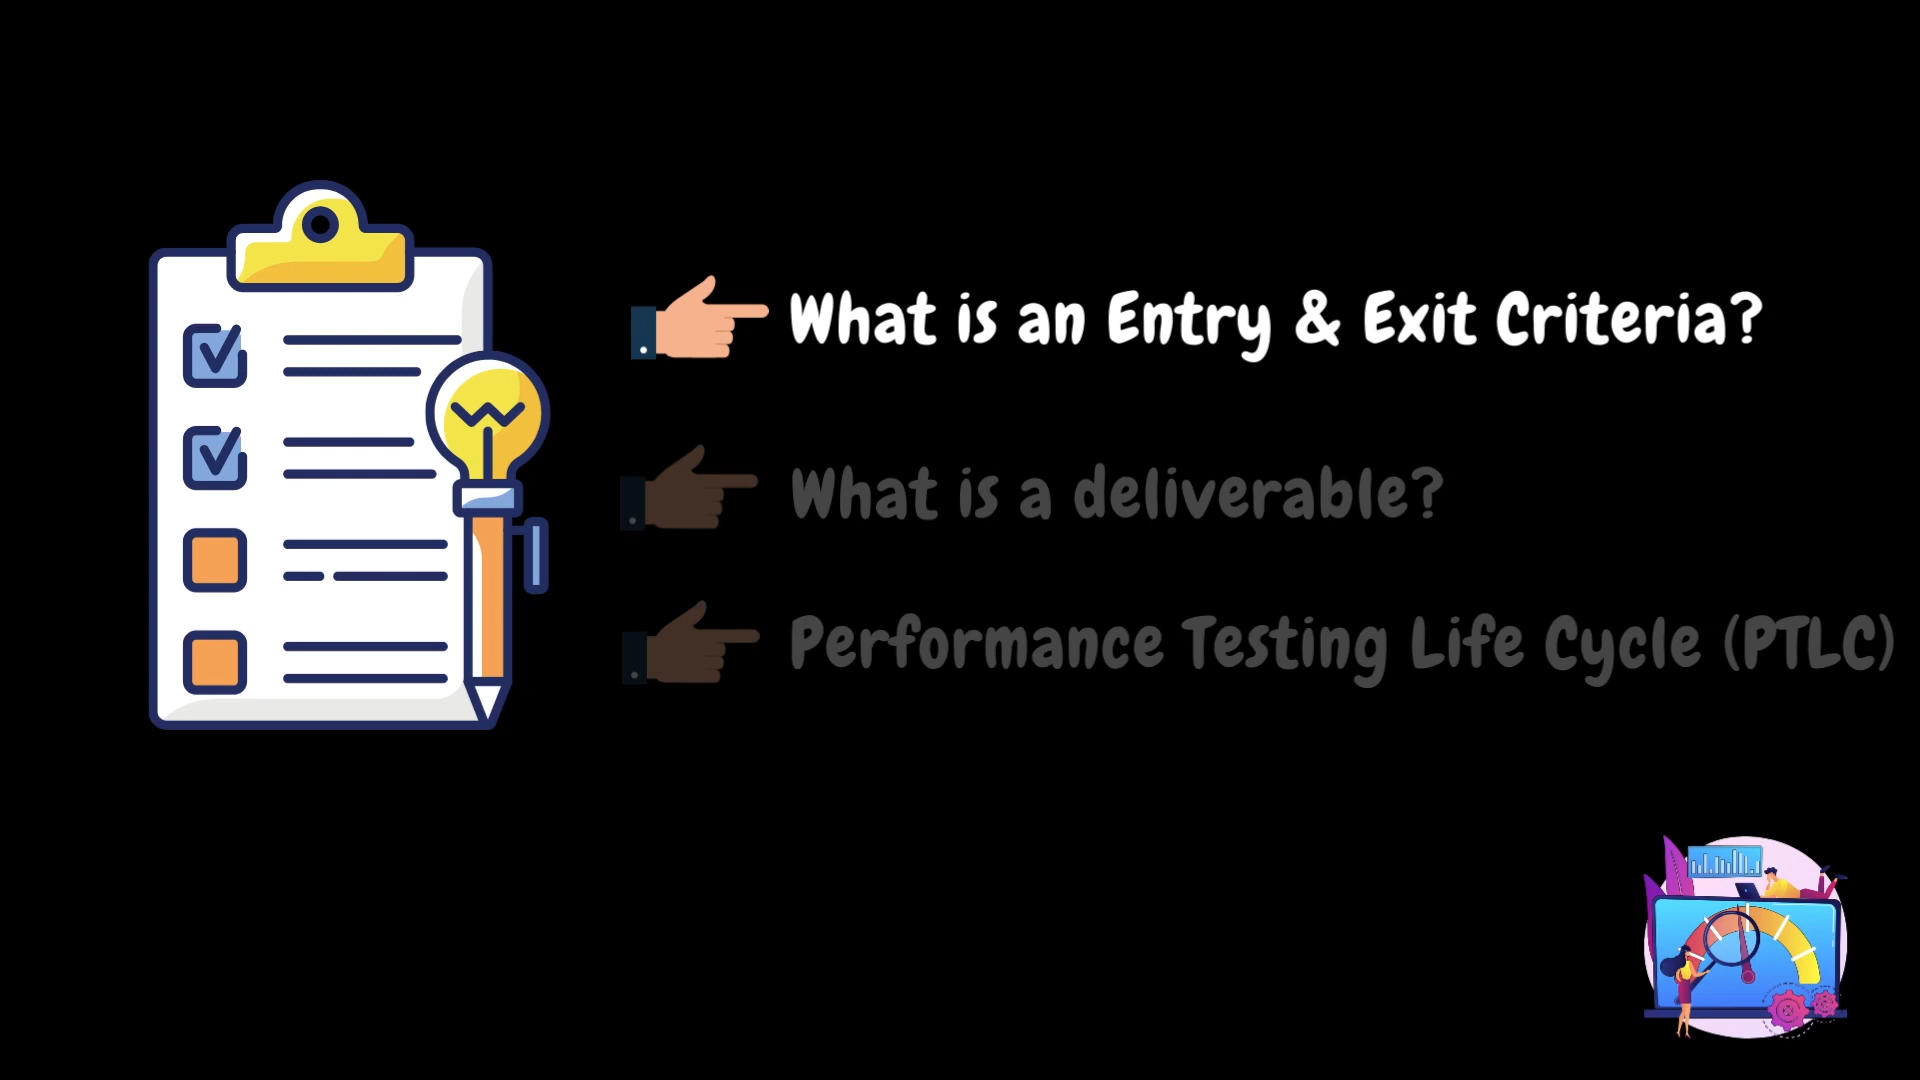 What is an Entry & Exit Criteria?
What is a deliverable?
Performance Testing Life Cycle (PTLC)